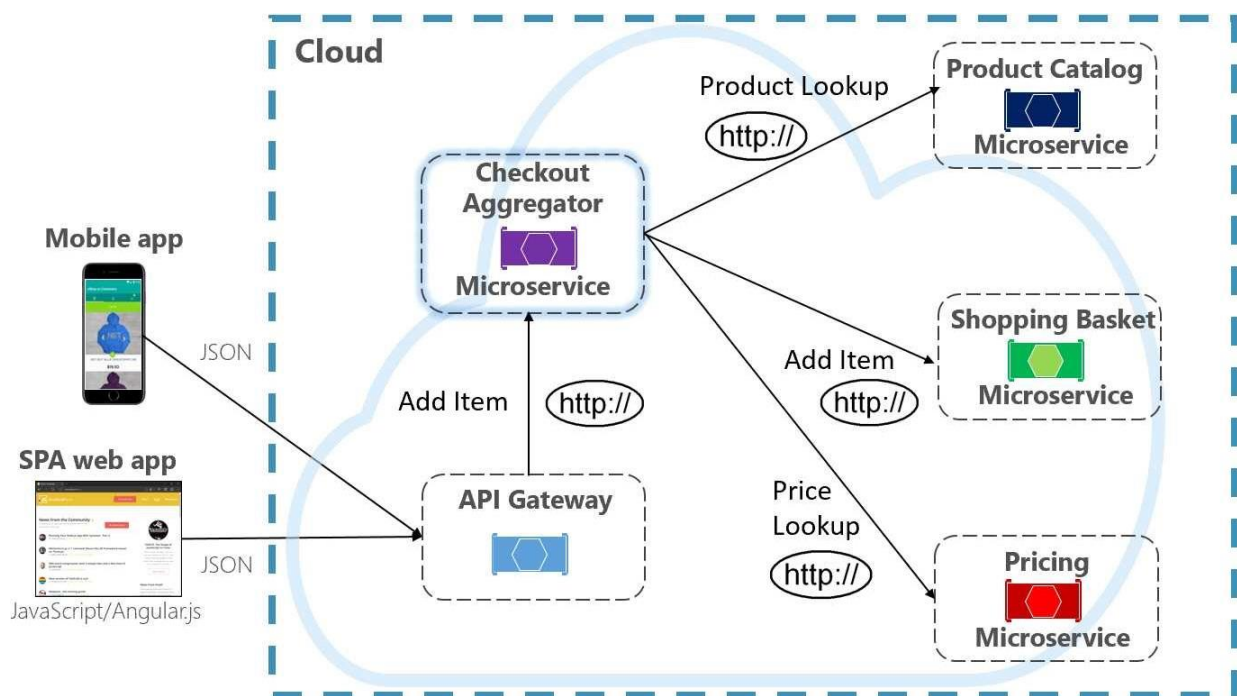 Cloud
Product Lookup
http://
Product Catalog
Microservice
Checkout
Aggregator
Microservice
Mobile app
JSON
Add Item
http://
Shopping Basket
Microservice
Add Item
http://
SPA web app
JSON
JavaScript/Angular.js
API Gateway
Price
Lookup
http://
Pricing
Microservice